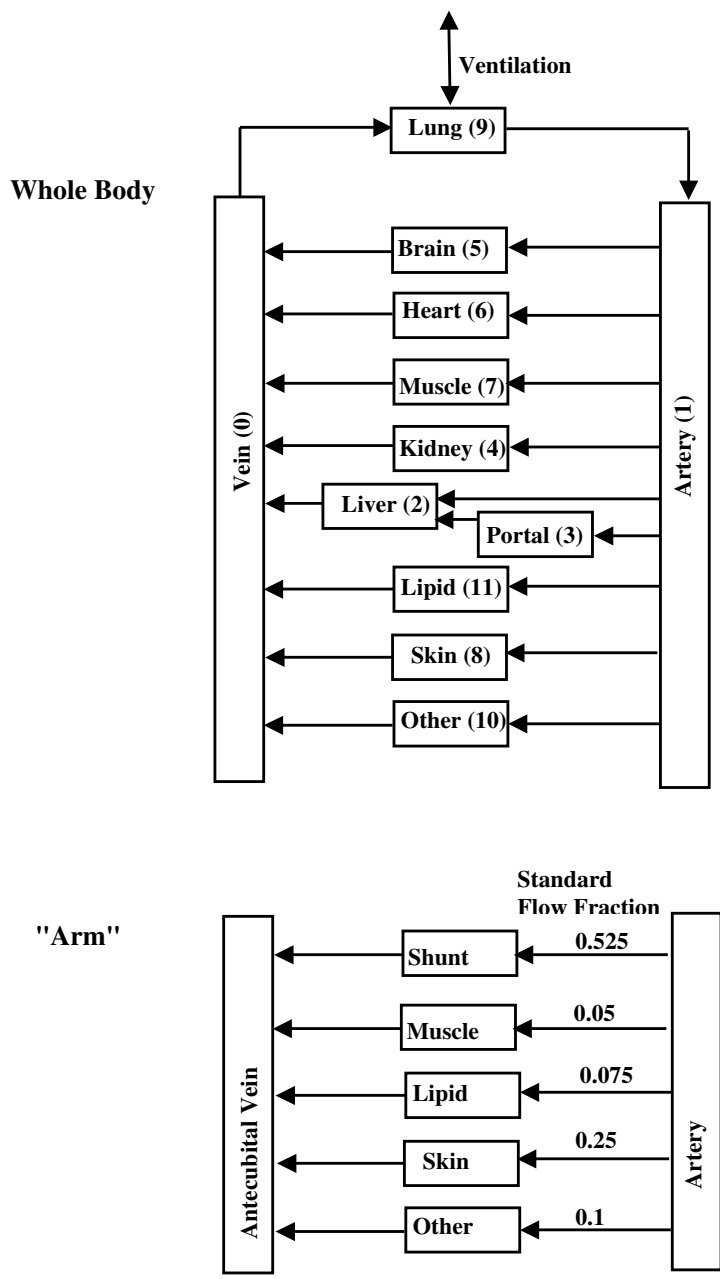 Ventilation
Lung (9)
Whole Body
Vein (0)
Artery (1)
Brain (5)
Heart (6)
Muscle (7)
Kidney (4)
Liver (2)
Portal (3)
Lipid (11)
Skin (8)
Other (10)
Standard
Flow Fraction
"Arm"
Antecubital Vein
Artery
Shunt
0.525
Muscle
0.05
Lipid
0.075
Skin
0.25
Other
0.1